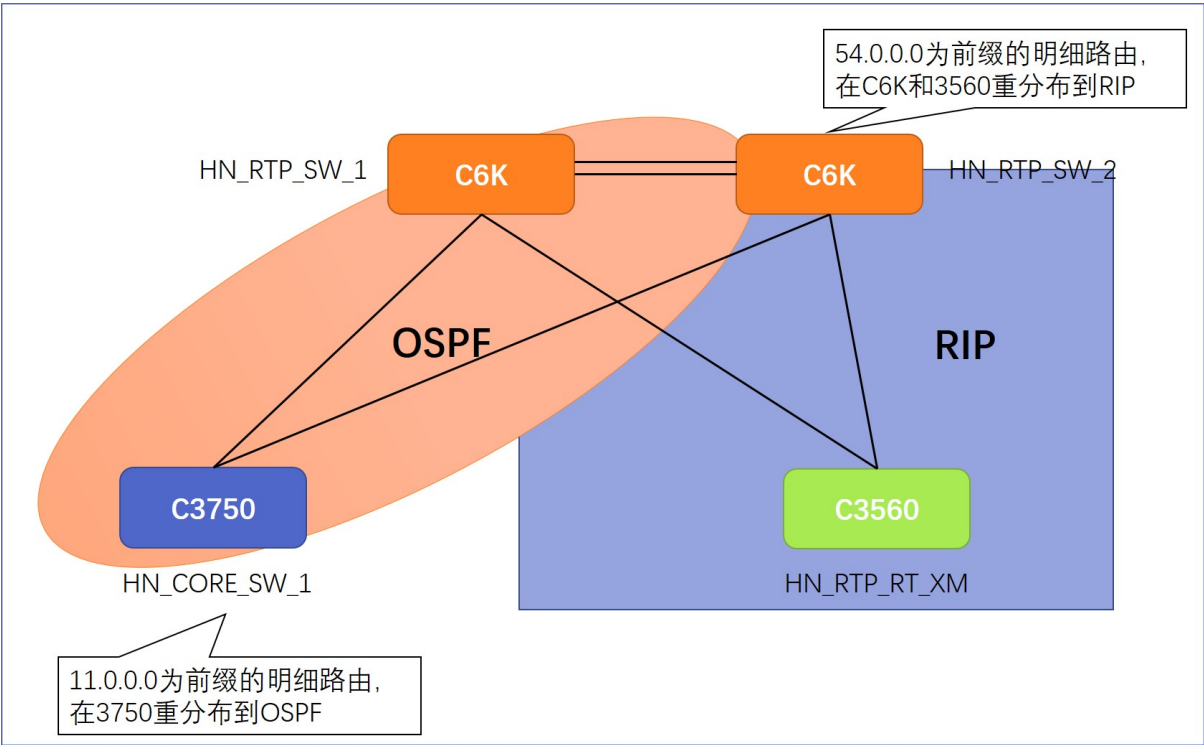 54.0.0.0为前缀的明细路由，
在C6K和3560重分布到RIP
HN_RTP_SW_1
C6K
C6K
HN_RTP_SW_2
OSPF
RIP
C3750
C3560
HN_CORE_SW_1
HN_RTP_RT_XM
11.0.0.0为前缀的明细路由，
在3750重分布到OSPF